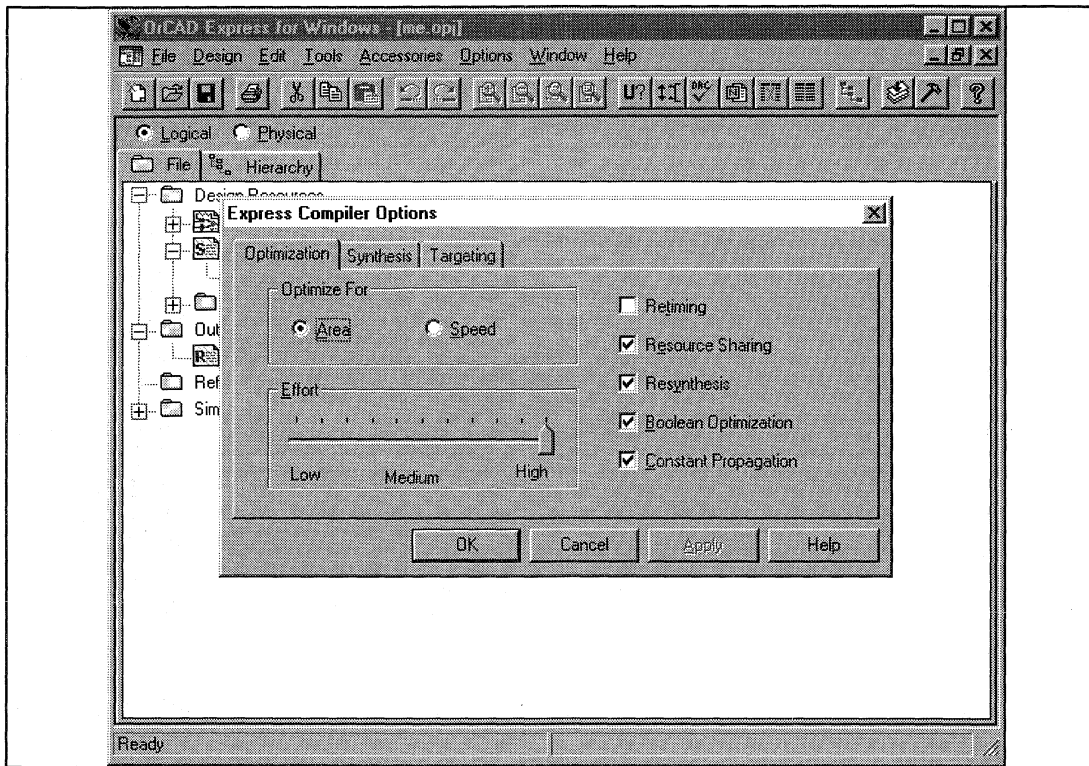 OrCAD Express for Windows - [me.opj]
File Design Edit Tools Accessories Options Window Help
U? DRC N
Logical Physical
File Hierarchy
Design Resources
Express Compiler Options
S
Optimization Synthesis Targeting
Optimize For
Area Speed
Retiming
Resource Sharing
Out
R
Resynthesis
Ref
Effort
Sim
Boolean Optimization
Constant Propagation
Low Medium High
OK Cancel Apply Help
Ready